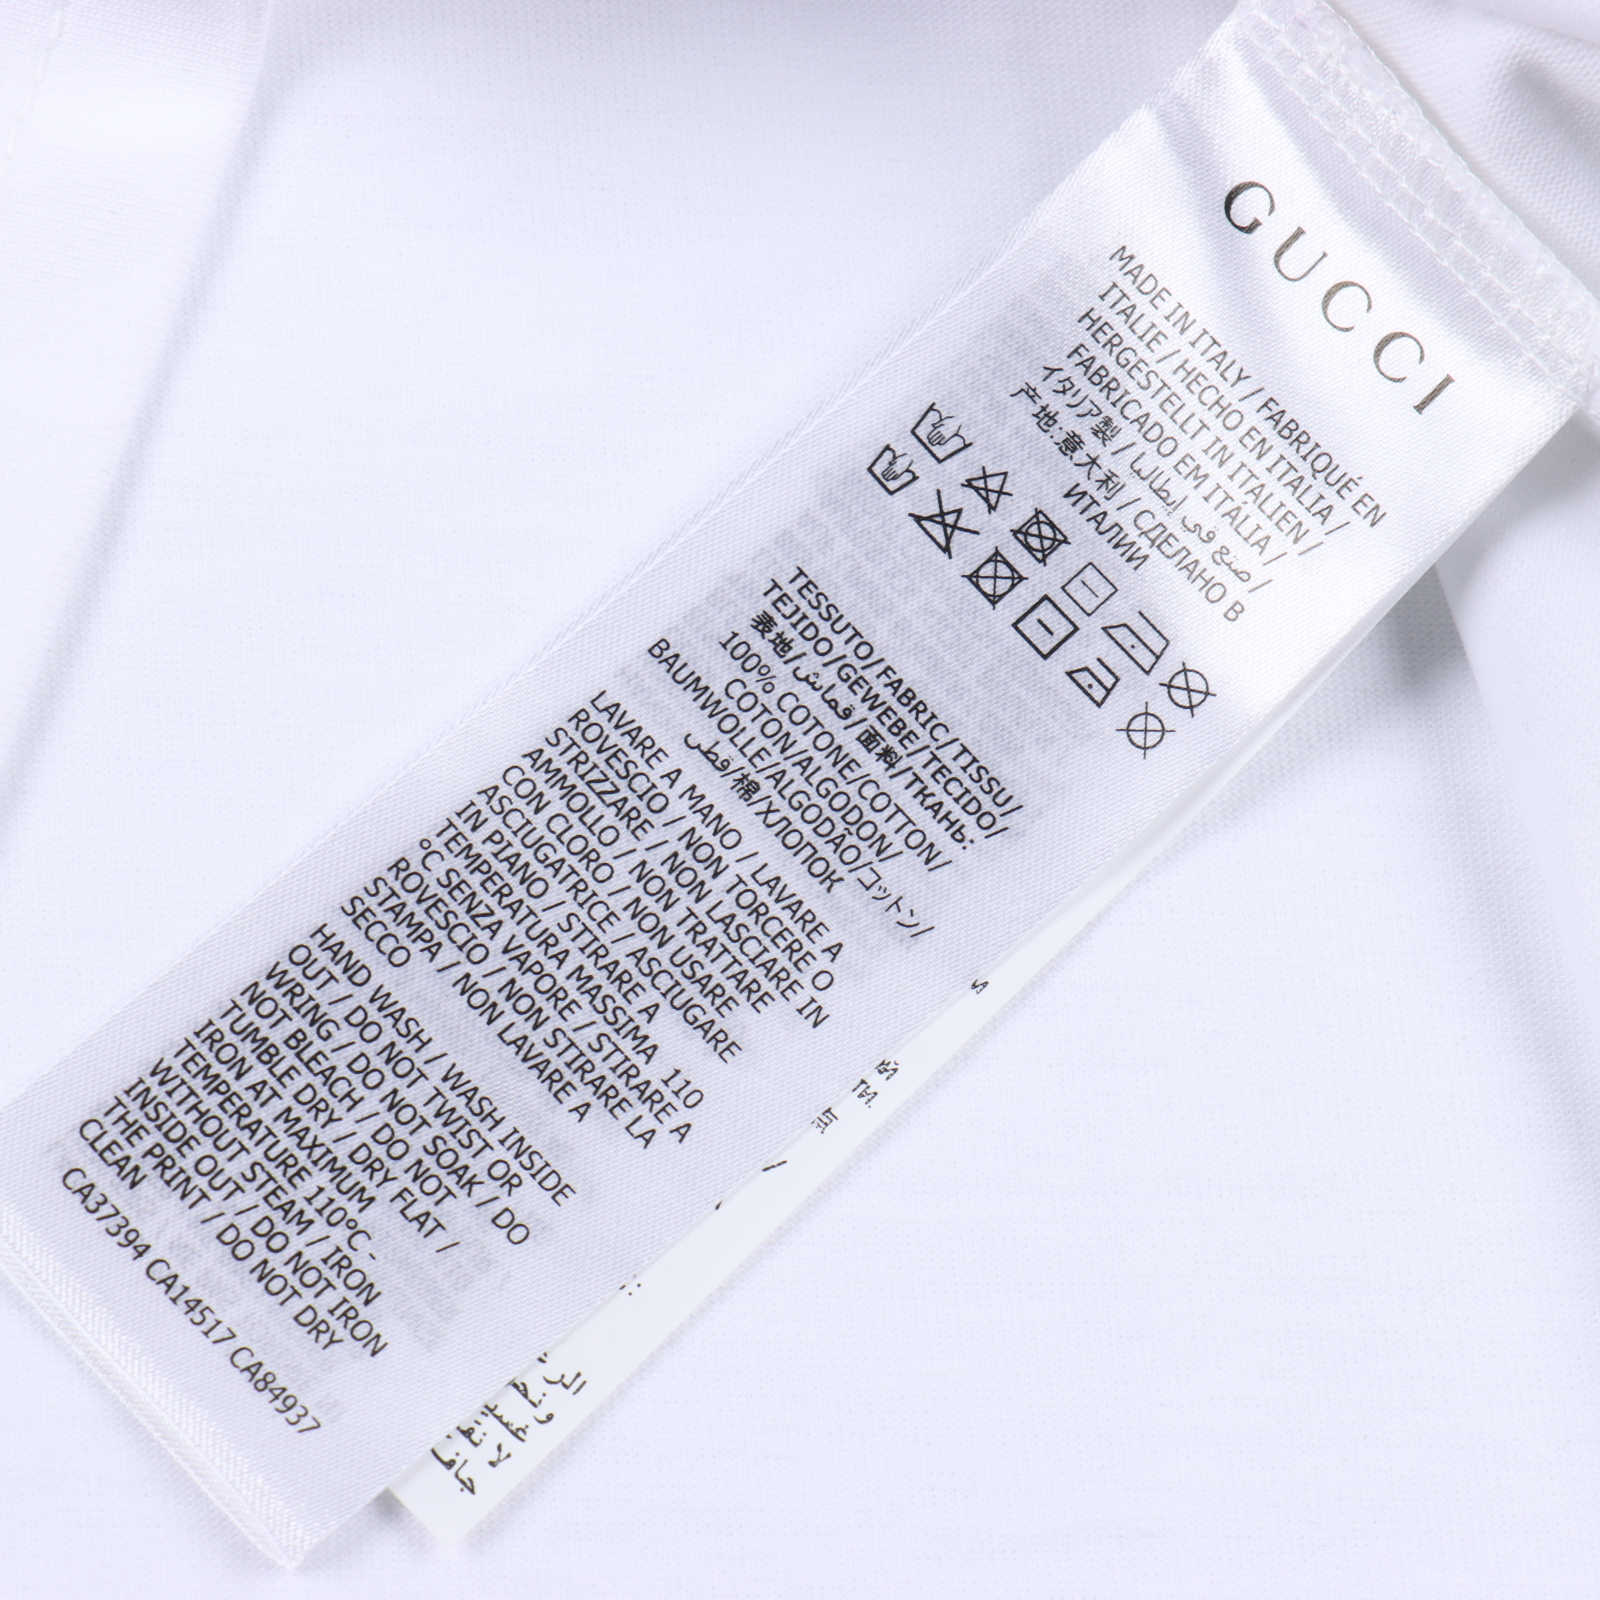 GUCCI
MADE IN ITALY / FABRIQUÉ EN
ITALIE / HECHO EN ITALIA /
HERGESTELLT IN ITALIEN /
FABRICADO EM ITÁLIA /
イタリア製 / صنع في إيطاليا /
产地:意大利 / СДЕЛАНО В
ИТАЛИИ
TESSUTO/FABRIC/TISSU/
TEJIDO/GEWEBE/TECIDO/
表地/قماش/面料/ТКАНЬ:
100% COTONE/COTTON/
COTON/ALGODON/
BAUMWOLLE/ALGODÃO/コットン/
قطن/棉/ХЛОПОК
LAVARE A MANO / LAVARE A
ROVESCIO / NON TORCERE O
STRIZZARE / NON LASCIARE IN
AMMOLLO / NON TRATTARE
CON CLORO / NON USARE
ASCIUGATRICE / ASCIUGARE
IN PIANO / STIRARE A
TEMPERATURA MASSIMA 110
°C SENZA VAPORE / STIRARE A
ROVESCIO / NON STIRARE LA
STAMPA / NON LAVARE A
SECCO
HAND WASH / WASH INSIDE
OUT / DO NOT TWIST OR
WRING / DO NOT SOAK / DO
NOT BLEACH / DO NOT
TUMBLE DRY / DRY FLAT /
IRON AT MAXIMUM
TEMPERATURE 110°C -
WITHOUT STEAM / IRON
INSIDE OUT / DO NOT IRON
THE PRINT / DO NOT DRY
CLEAN
CA37394 CA14517 CA84937
لا
جاف